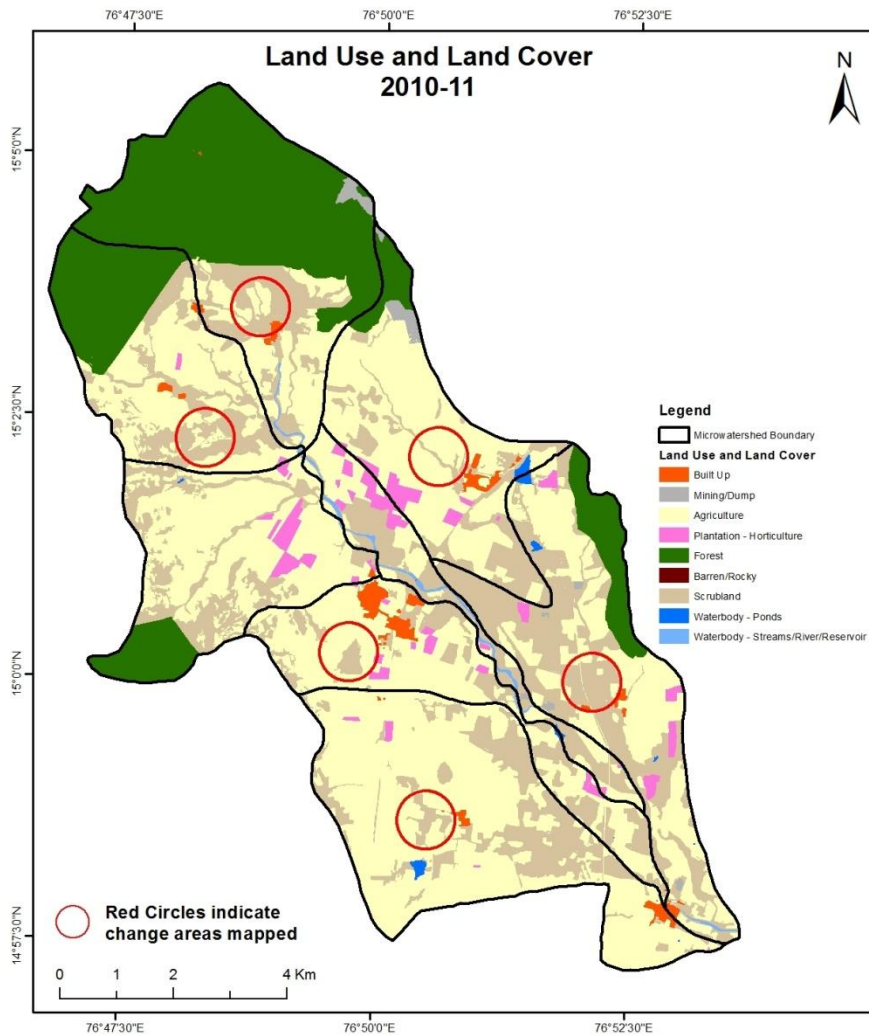 76°47'30"E
76°50'0"E
76°52'30"E
Land Use and Land Cover
2010-11
N
15°5'0"N
15°2'30"N
15°0'0"N
14°57'30"N
Legend
Microwatershed Boundary
Land Use and Land Cover
Built Up
Mining/Dump
Agriculture
Plantation - Horticulture
Forest
Barren/Rocky
Scrubland
Waterbody - Ponds
Waterbody - Streams/River/Reservoir
Red Circles indicate
change areas mapped
0 1 2 4 Km
76°47'30"E
76°50'0"E
76°52'30"E